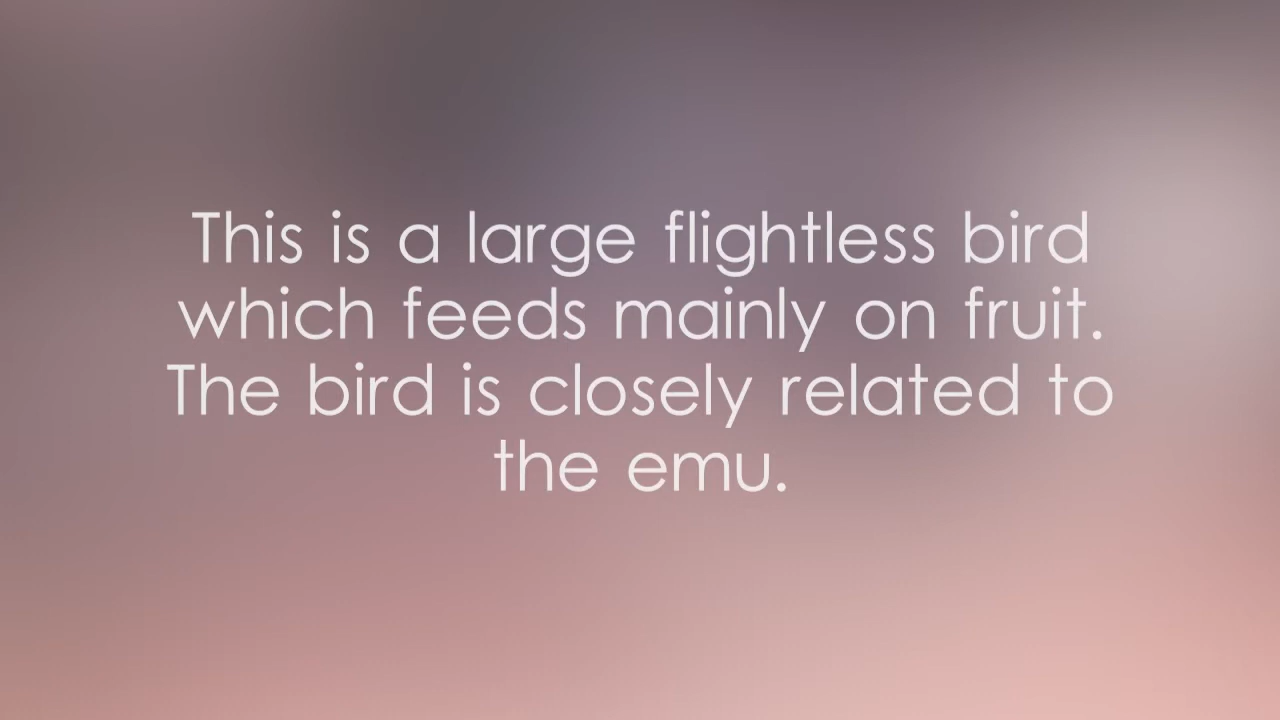 This is a large flightless bird
which feeds mainly on fruit.
The bird is closely related to
the emu.